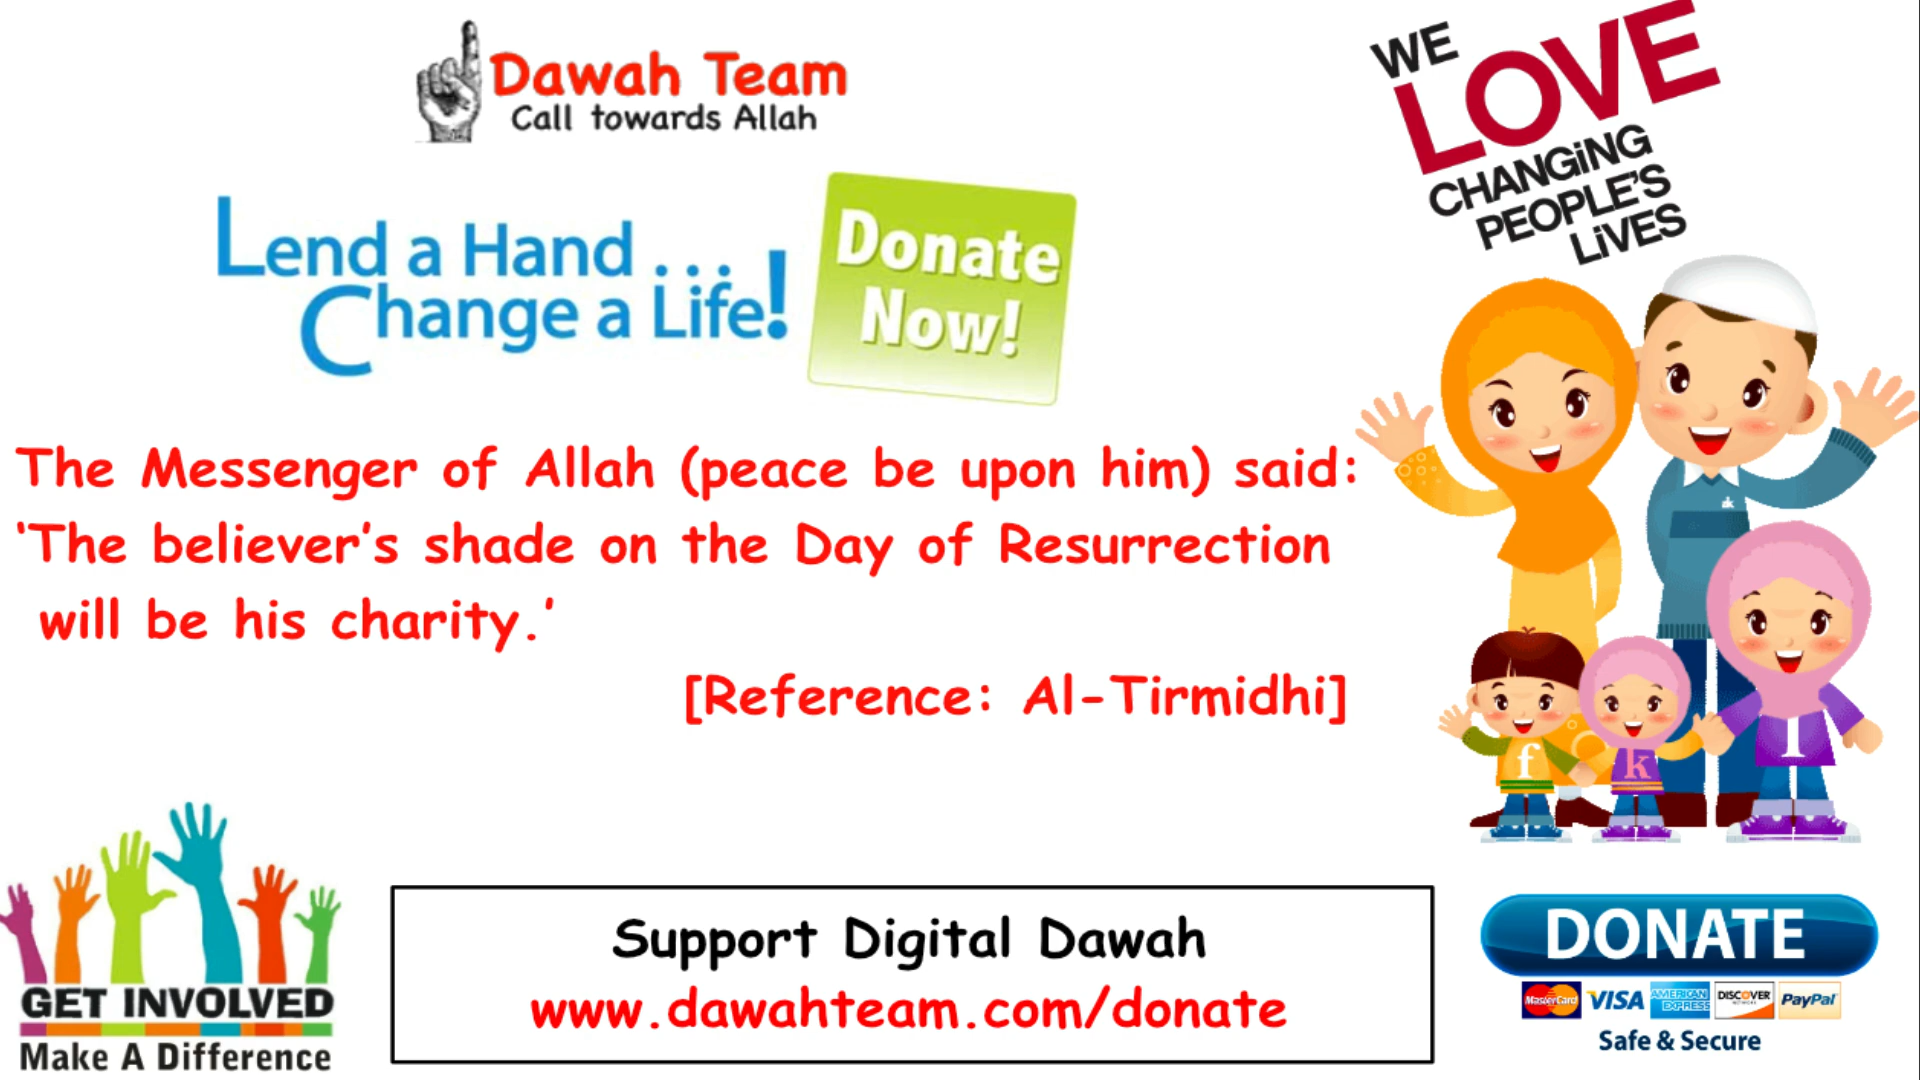 Dawah Team
Call towards Allah
WE
LOVE
CHANGiNG
PEOPLE'S
LiVES
Lend a Hand ...
Change a Life!
Donate
Now!
The Messenger of Allah (peace be upon him) said:
‘The believer’s shade on the Day of Resurrection
will be his charity.’
[Reference: Al-Tirmidhi]
f
k
l
GET INVOLVED
Make A Difference
Support Digital Dawah
www.dawahteam.com/donate
DONATE
MasterCard VISA AMERICAN EXPRESS DISCOVER NETWORK PayPal
Safe & Secure